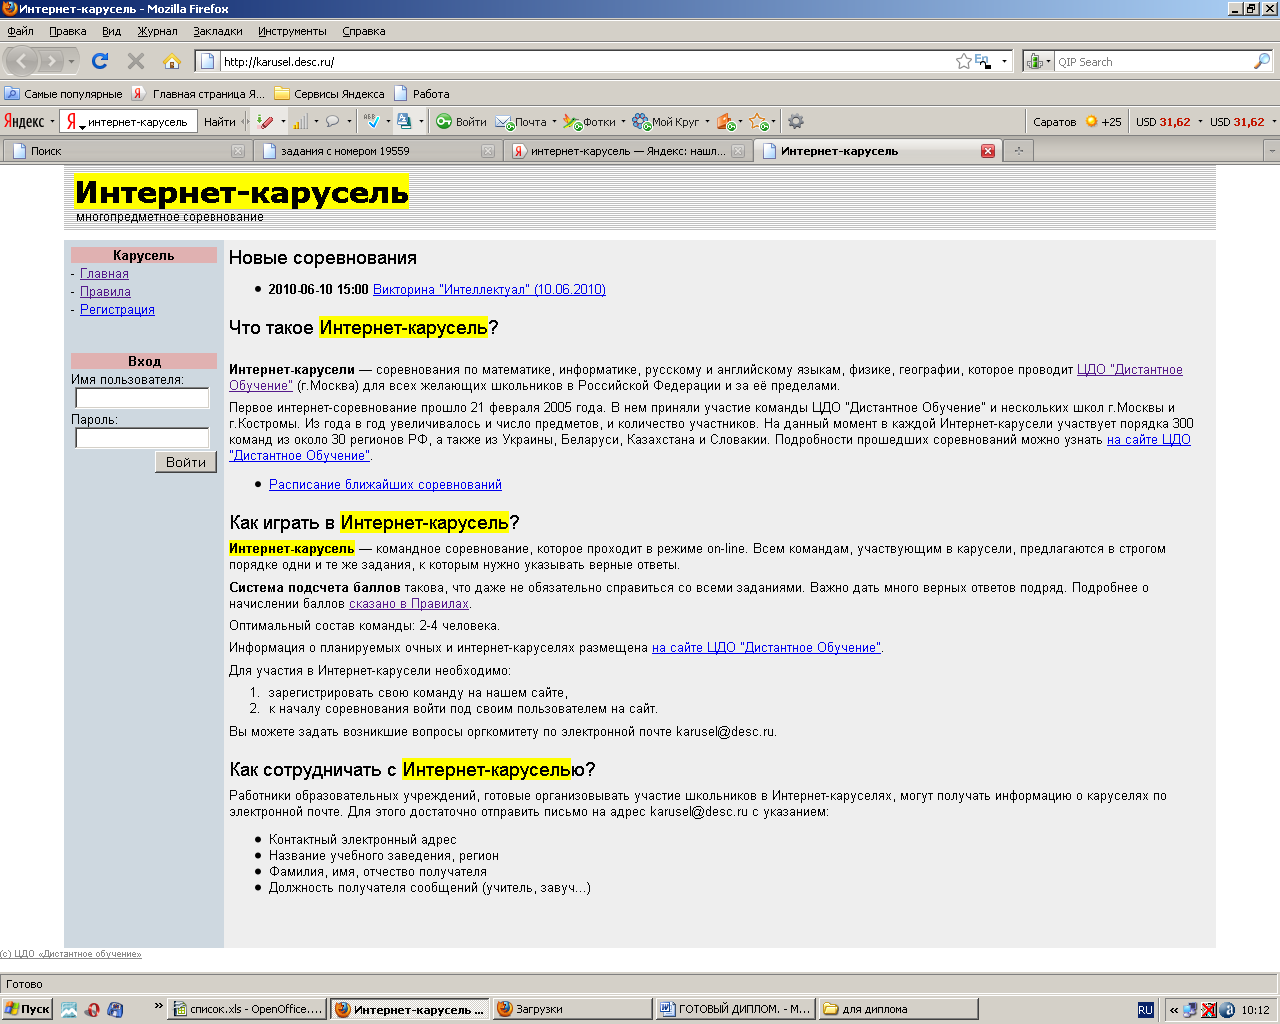 Интернет-карусель - Mozilla Firefox
Файл Правка Вид Журнал Закладки Инструменты Справка
http://karusel.desc.ru/ QIP Search
Самые популярные Главная страница Я... Сервисы Яндекса Работа
Яндекс интернет-карусель Найти Войти Почта Фотки Мой Круг Саратов +25 USD 31,62 USD 31,62
Поиск задания с номером 19559 интернет-карусель — Яндекс: нашл... Интернет-карусель
Интернет-карусель
многопредметное соревнование
Карусель
- Главная
- Правила
- Регистрация
Вход
Имя пользователя:
Пароль:
Войти
Новые соревнования
• 2010-06-10 15:00 Викторина "Интеллектуал" (10.06.2010)
Что такое Интернет-карусель?
Интернет-карусели — соревнования по математике, информатике, русскому и английскому языкам, физике, географии, которое проводит ЦДО "Дистантное
Обучение" (г.Москва) для всех желающих школьников в Российской Федерации и за её пределами.
Первое интернет-соревнование прошло 21 февраля 2005 года. В нем приняли участие команды ЦДО "Дистантное Обучение" и нескольких школ г.Москвы и
г.Костромы. Из года в год увеличивалось и число предметов, и количество участников. На данный момент в каждой Интернет-карусели участвует порядка 300
команд из около 30 регионов РФ, а также из Украины, Беларуси, Казахстана и Словакии. Подробности прошедших соревнований можно узнать на сайте ЦДО
"Дистантное Обучение".
• Расписание ближайших соревнований
Как играть в Интернет-карусель?
Интернет-карусель — командное соревнование, которое проходит в режиме on-line. Всем командам, участвующим в карусели, предлагаются в строгом
порядке одни и те же задания, к которым нужно указывать верные ответы.
Система подсчета баллов такова, что даже не обязательно справиться со всеми заданиями. Важно дать много верных ответов подряд. Подробнее о
начислении баллов сказано в Правилах.
Оптимальный состав команды: 2-4 человека.
Информация о планируемых очных и интернет-каруселях размещена на сайте ЦДО "Дистантное Обучение".
Для участия в Интернет-карусели необходимо:
1. зарегистрировать свою команду на нашем сайте,
2. к началу соревнования войти под своим пользователем на сайт.
Вы можете задать возникшие вопросы оргкомитету по электронной почте karusel@desc.ru.
Как сотрудничать с Интернет-каруселью?
Работники образовательных учреждений, готовые организовывать участие школьников в Интернет-каруселях, могут получать информацию о каруселях по
электронной почте. Для этого достаточно отправить письмо на адрес karusel@desc.ru с указанием:
• Контактный электронный адрес
• Название учебного заведения, регион
• Фамилия, имя, отчество получателя
• Должность получателя сообщений (учитель, завуч...)
(c) ЦДО «Дистантное обучение»
Готово
Пуск » список.xls - OpenOffice.... Интернет-карусель ... Загрузки ГОТОВЫЙ ДИПЛОМ. - M... для диплома RU « 10:12